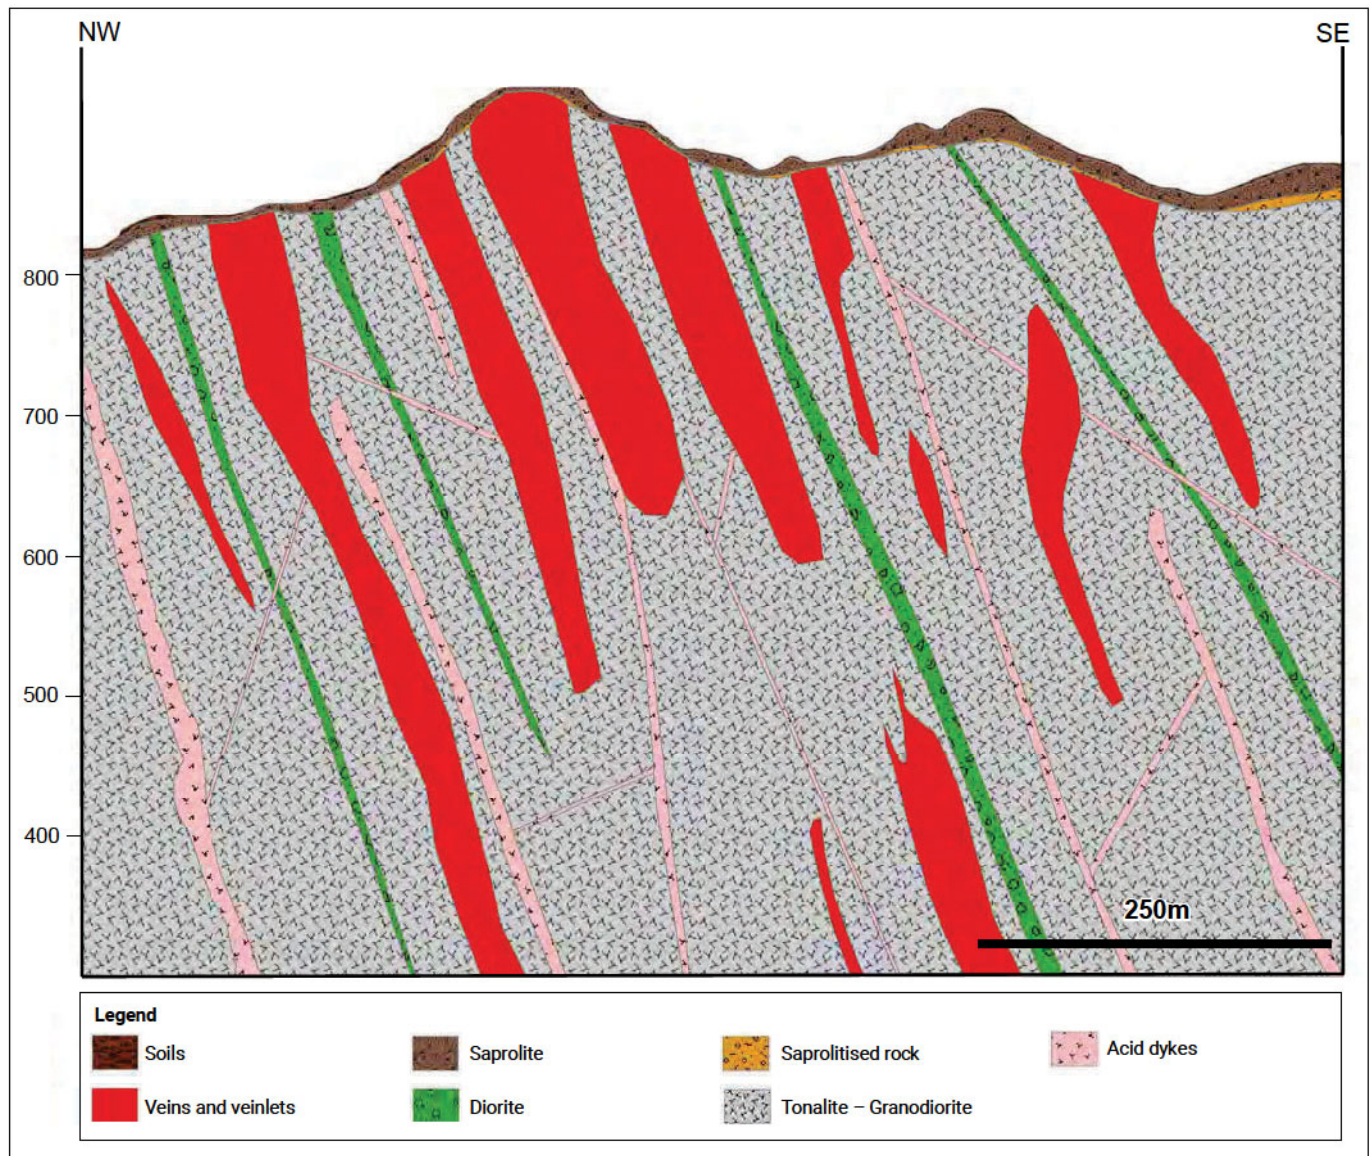 NW
SE
800
700
600
500
400
250m
Legend
Soils
Saprolite
Saprolitised rock
Acid dykes
Veins and veinlets
Diorite
Tonalite – Granodiorite